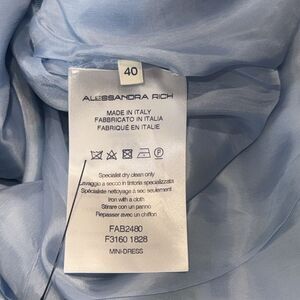 40
ALESSANDRA RICH
MADE IN ITALY
FABBRICATO IN ITALIA
FABRIQUÉ EN ITALIE
Specialist dry clean only
Lavaggio a secco in tintoria specializzata
Spécialiste nettoyage à sec seulement
Iron with a cloth
Stirare con un panno
Repasser avec un chiffon
FAB2480
F3160 1828
MINI-DRESS